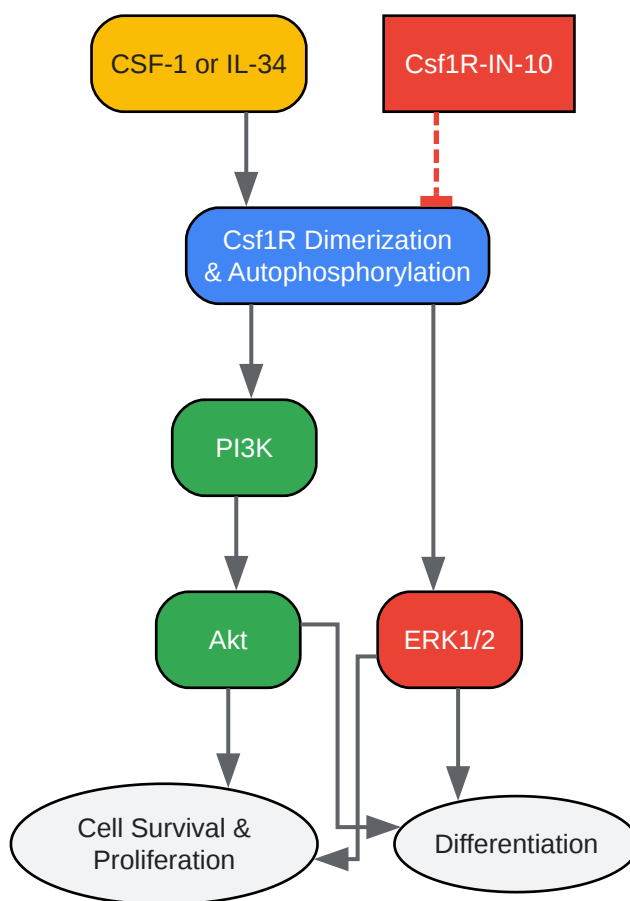 CSF-1 or IL-34
Csf1R-IN-10
Csf1R Dimerization
& Autophosphorylation
PI3K
Akt
ERK1/2
Cell Survival &
Proliferation
Differentiation